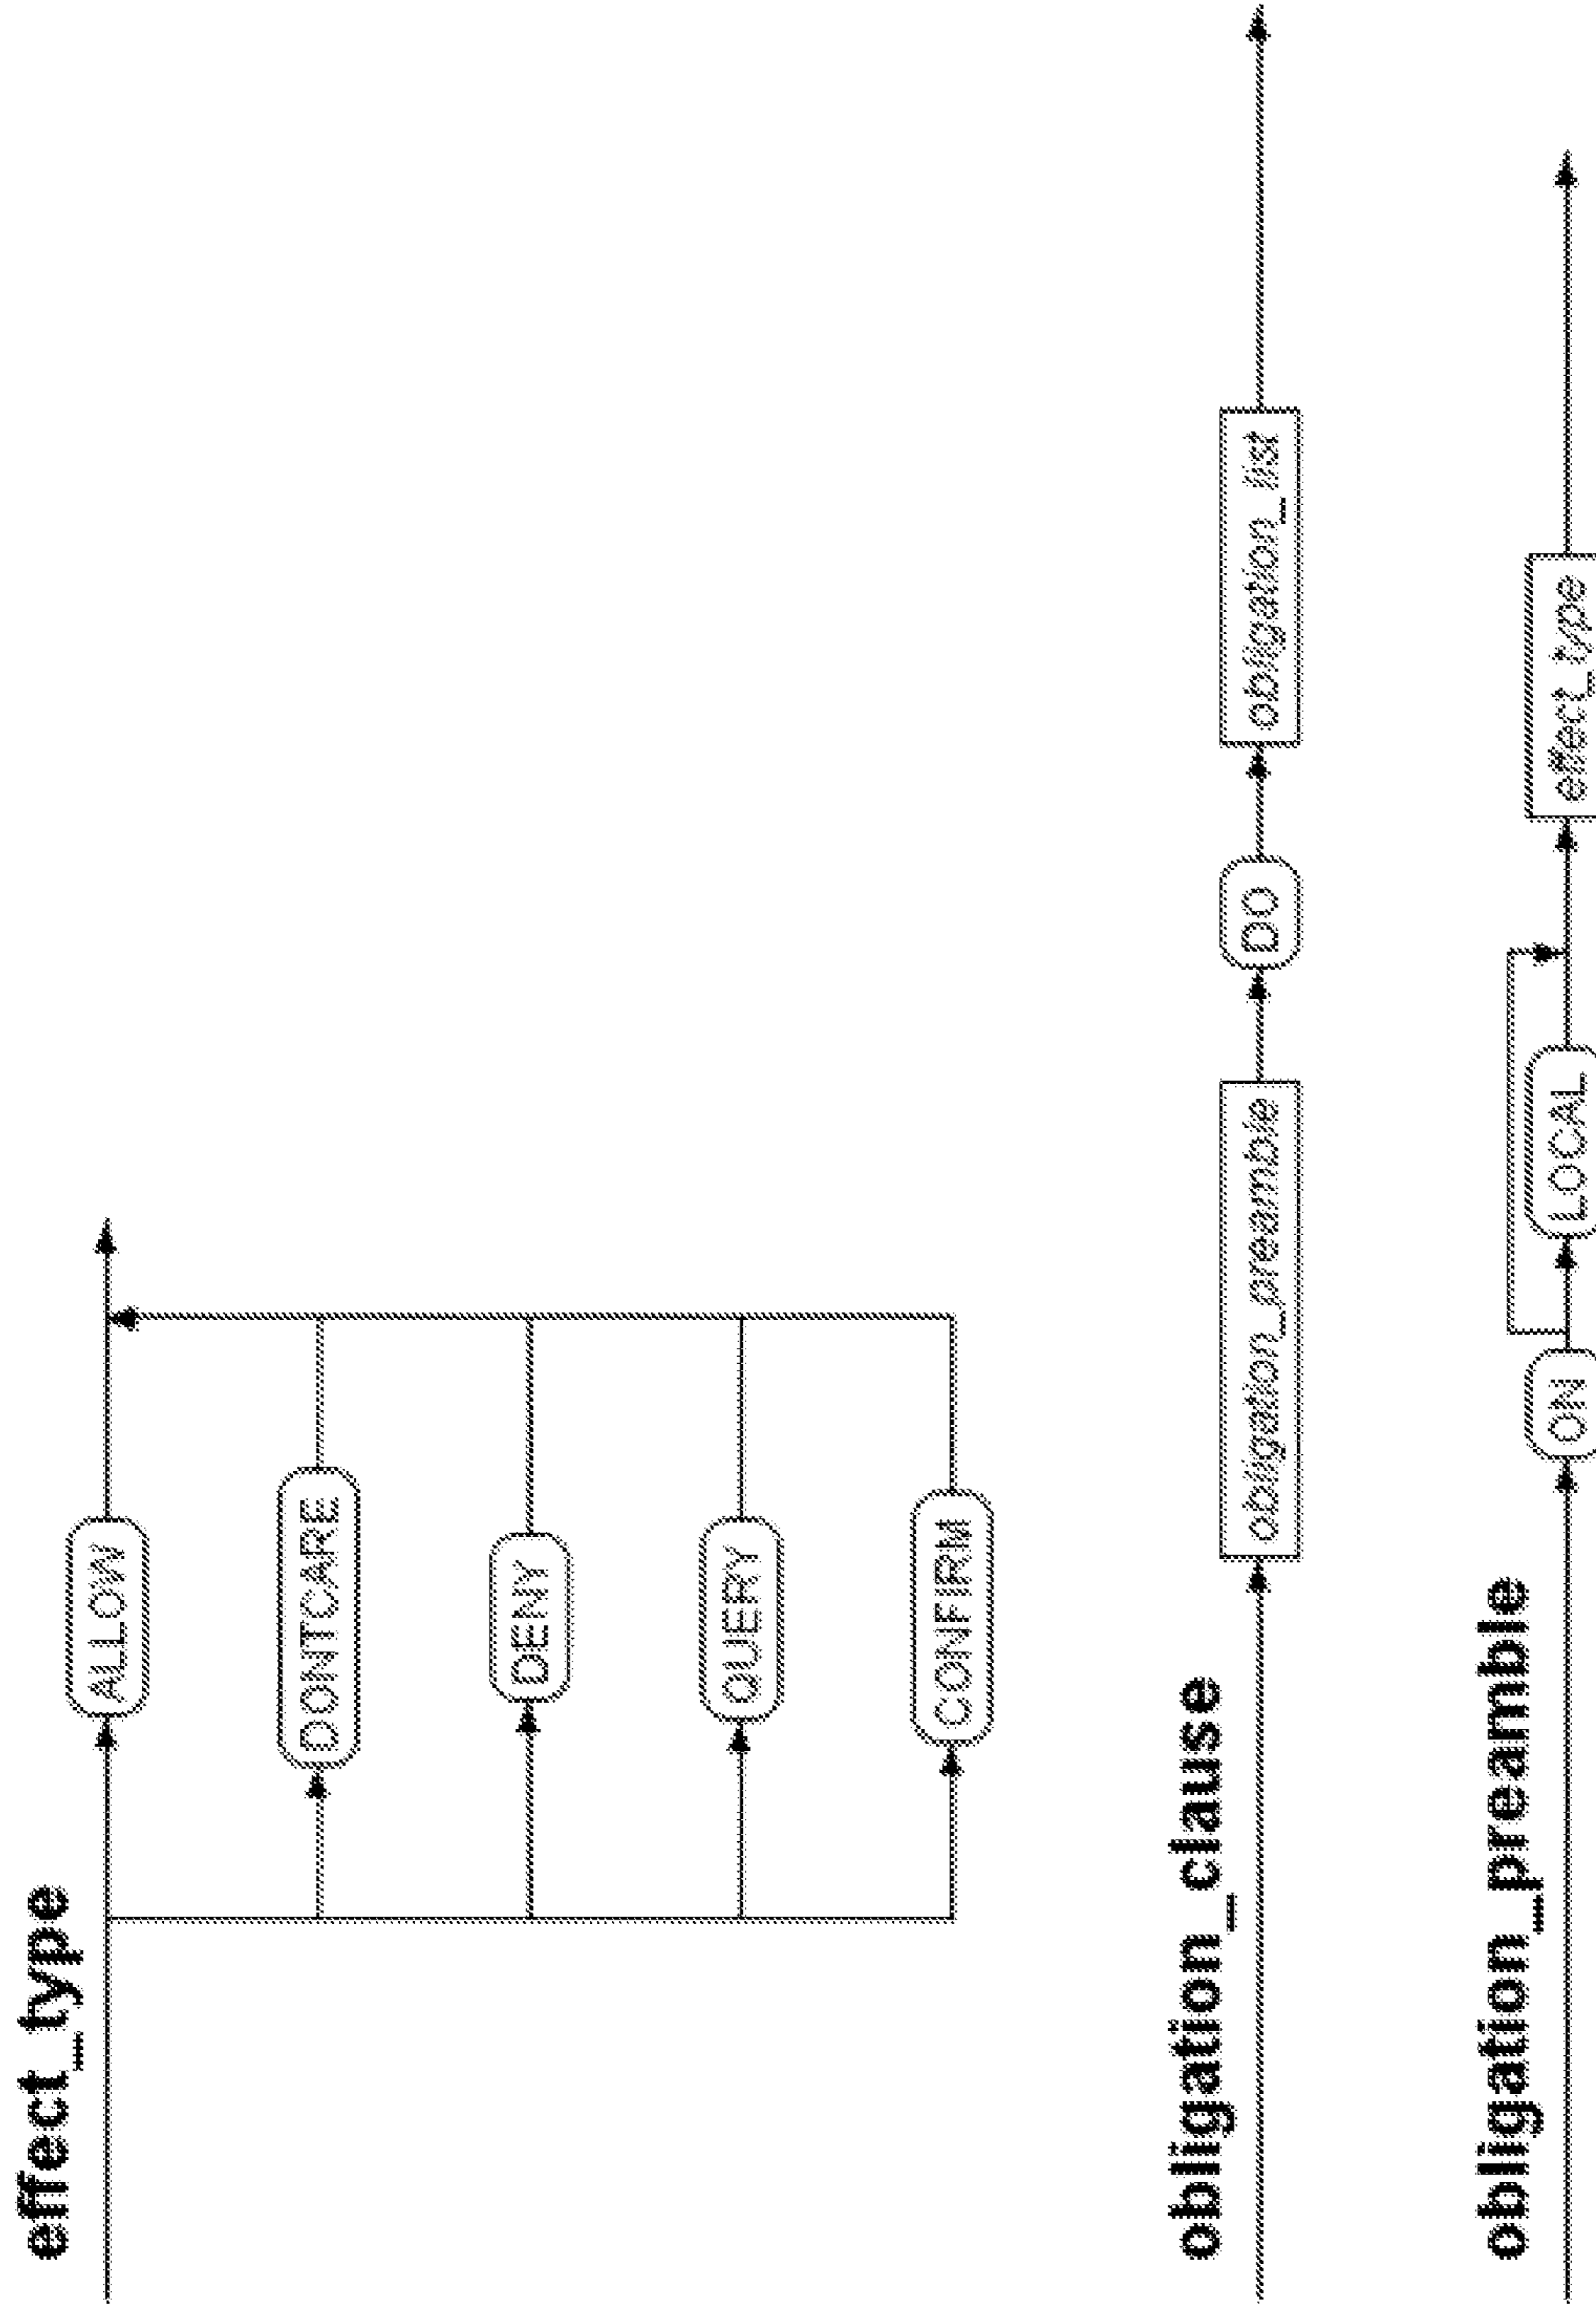 effect_type
ALLOW
DONTCARE
DENY
QUERY
CONFIRM
obligation_clause
obligation_preamble DO obligation_list
obligation_preamble
ON LOCAL effect_type